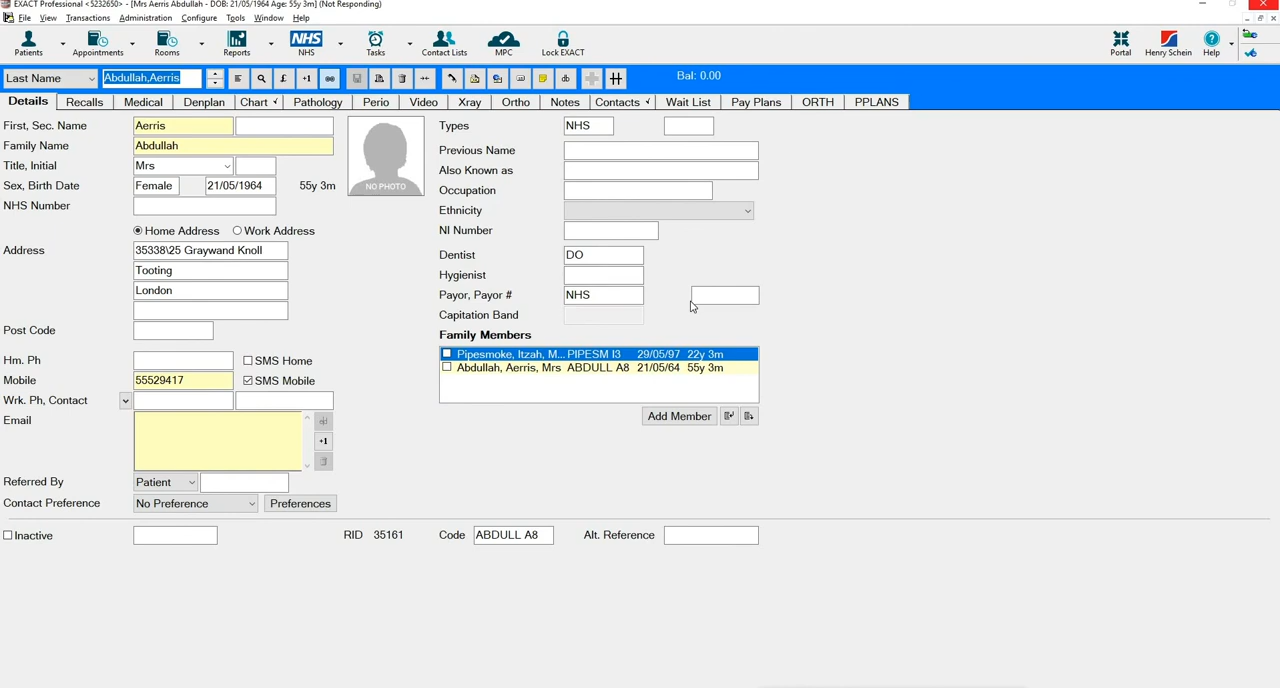 EXACT Professional <5232650> - [Mrs Aerris Abdullah - DOB: 21/05/1964 Age: 55y 3m] (Not Responding)
File View Transactions Administration Configure Tools Window Help
Patients Appointments Rooms Reports NHS NHS Tasks Contact Lists MPC Lock EXACT Portal Henry Schein Help
Last Name Abdullah,Aerris £ +1 Bal: 0.00
Details Recalls Medical Denplan Chart √ Pathology Perio Video Xray Ortho Notes Contacts √ Wait List Pay Plans ORTH PPLANS
First, Sec. Name Aerris
Family Name Abdullah
Title, Initial Mrs
Sex, Birth Date Female 21/05/1964 55y 3m
NHS Number
NO PHOTO
Home Address Work Address
Address 35338\25 Graywand Knoll
Tooting
London
Post Code
Hm. Ph SMS Home
Mobile 55529417 SMS Mobile
Wrk. Ph, Contact
Email
+1
Referred By Patient
Contact Preference No Preference Preferences
Types NHS
Previous Name
Also Known as
Occupation
Ethnicity
NI Number
Dentist DO
Hygienist
Payor, Payor # NHS
Capitation Band
Family Members
Pipesmoke, Itzah, M... PIPESM I3 29/05/97 22y 3m
Abdullah, Aerris, Mrs ABDULL A8 21/05/64 55y 3m
Add Member
Inactive RID 35161 Code ABDULL A8 Alt. Reference